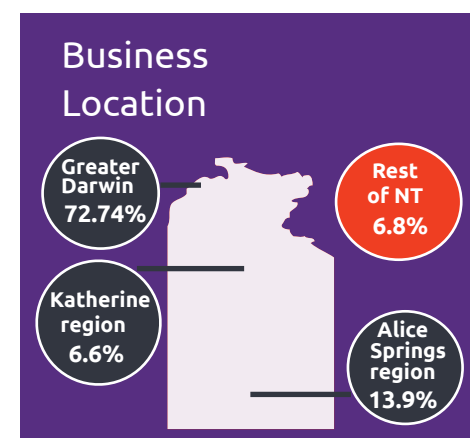 Business
Location
Greater
Darwin
72.74%
Rest
of NT
6.8%
Katherine
region
6.6%
Alice
Springs
region
13.9%